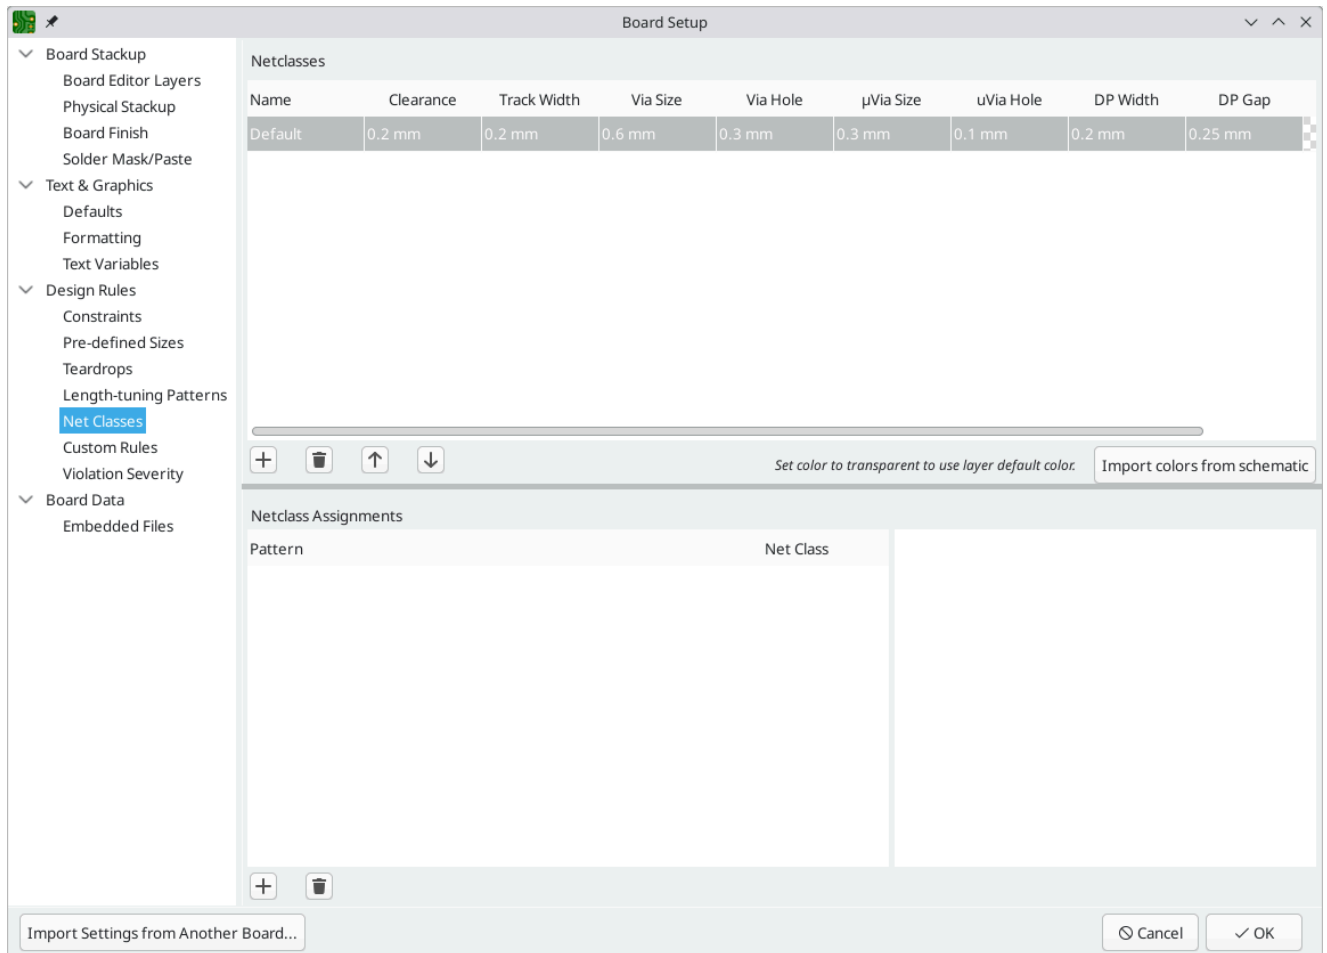 Board Setup
Board Stackup
Board Editor Layers
Physical Stackup
Board Finish
Solder Mask/Paste
Text & Graphics
Defaults
Formatting
Text Variables
Design Rules
Constraints
Pre-defined Sizes
Teardrops
Length-tuning Patterns
Net Classes
Custom Rules
Violation Severity
Board Data
Embedded Files
Netclasses
Name Clearance Track Width Via Size Via Hole µVia Size uVia Hole DP Width DP Gap
Default 0.2 mm 0.2 mm 0.6 mm 0.3 mm 0.3 mm 0.1 mm 0.2 mm 0.25 mm
Set color to transparent to use layer default color.
Import colors from schematic
Netclass Assignments
Pattern Net Class
Import Settings from Another Board...
Cancel
OK